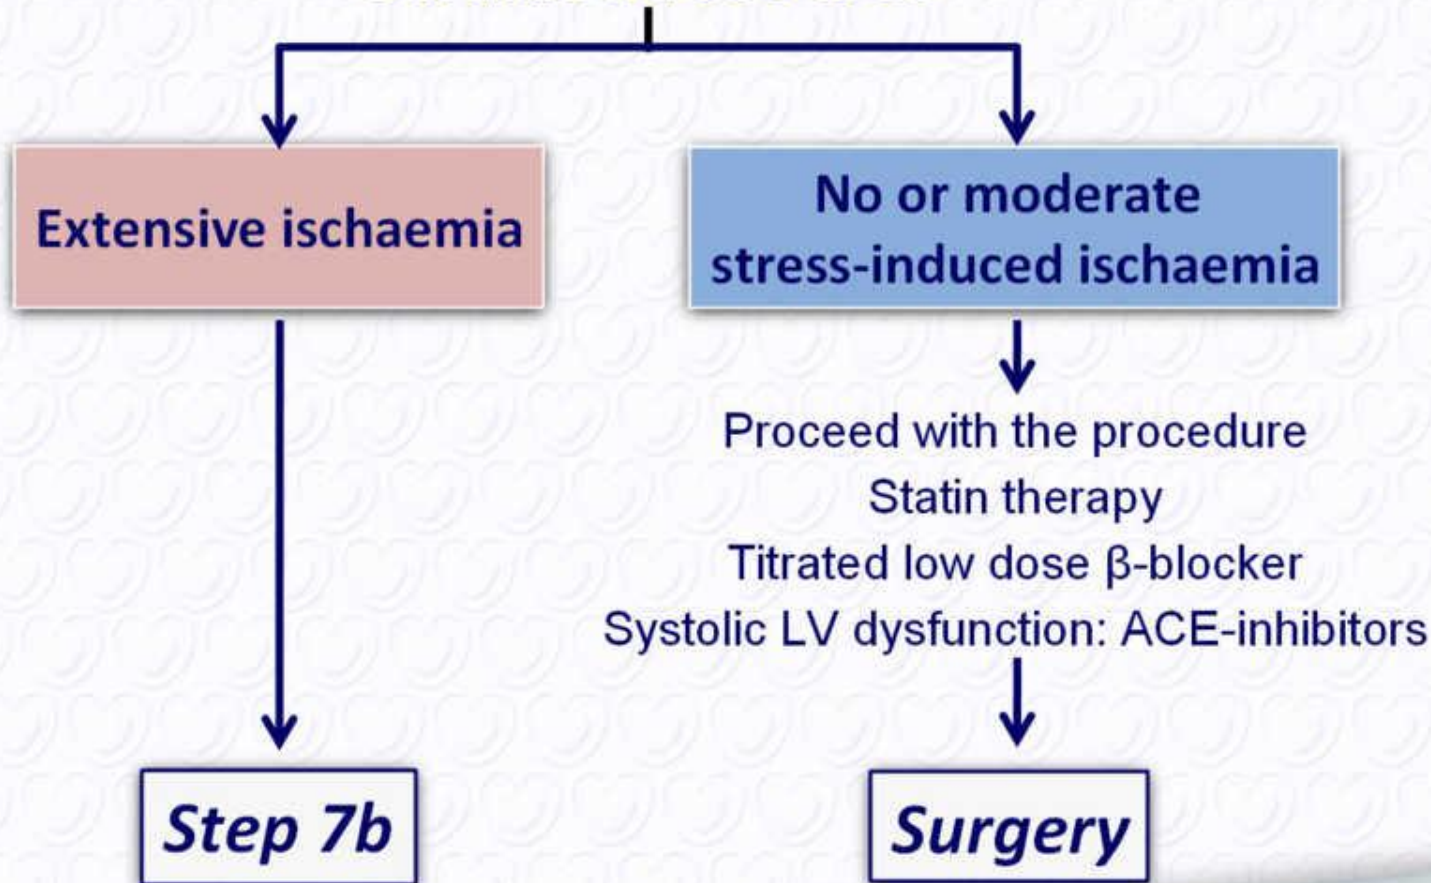 Extensive ischaemia
No or moderate
stress-induced ischaemia
Proceed with the procedure
Statin therapy
Titrated low dose β-blocker
Systolic LV dysfunction: ACE-inhibitors
Step 7b
Surgery